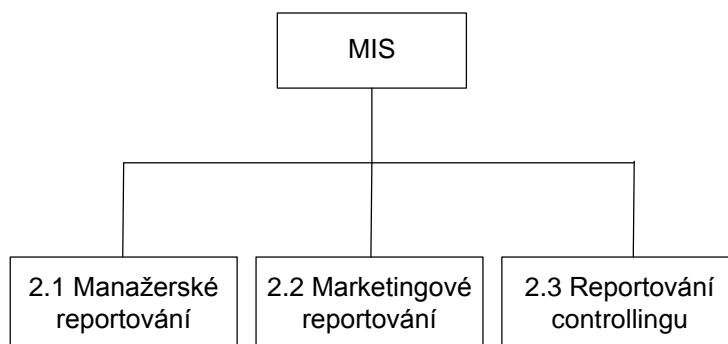 MIS
2.1 Manažerské
reportování
2.2 Marketingové
reportování
2.3 Reportování
controllingu